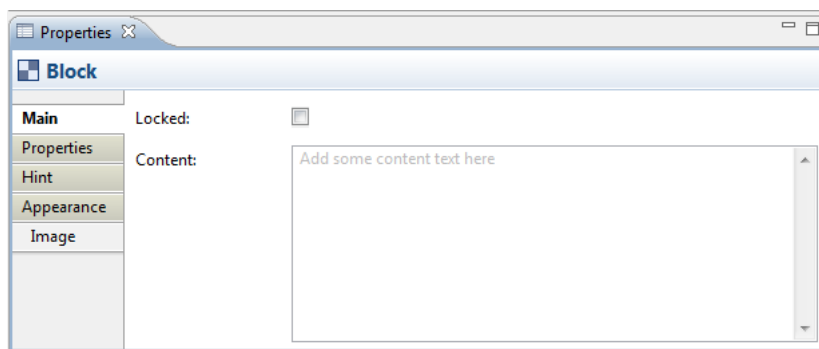 Properties
Block
Main
Locked:
Properties
Content:
Add some content text here
Hint
Appearance
Image